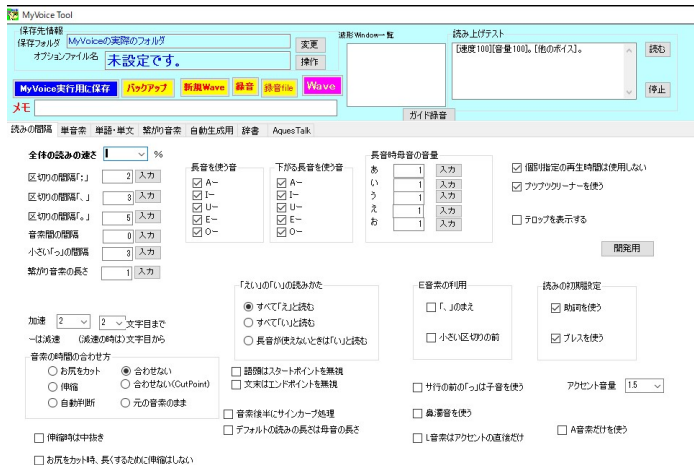 MyVoice Tool
保存先情報
保存フォルダ MyVoiceの実際のフォルダ 変更
オプションファイル名 未設定です。 操作
波形Window一覧
読み上げテスト
[速度100][音量100]。[他のボイス]。
読む
停止
MyVoice実行用に保存 バックアップ 新規Wave 録音 録音file Wave
メモ
ガイド録音
読みの間隔 単音素 単語・単文 繋がり音素 自動生成用 辞書 AquesTalk
全体の読みの速さ 1 %
区切りの間隔「:」 2 入力
区切りの間隔「、」 3 入力
区切りの間隔「。」 5 入力
音素間の間隔 0 入力
小さい「っ」の間隔 3 入力
繋がり音素の長さ 1 入力
長音を使う音
A-
I-
U-
E-
O-
下がる長音を使う音
A-
I-
U-
E-
O-
長音時母音の音量
あ 1 入力
い 1 入力
う 1 入力
え 1 入力
お 1 入力
個別指定の再生時間は使用しない
プツプツクリーナーを使う
テロップを表示する
開発用
加速 2 2 文字目まで
-は減速 (減速の時は)文字目から
「えい」の「い」の読みかた
すべて「え」と読む
すべて「い」と読む
長音が使えないときは「い」と読む
E音素の利用
「、」のまえ
小さい区切りの前
読みの初期設定
助詞を使う
ブレスを使う
音素の時間の合わせ方
お尻をカット 合わせない
伸縮 合わせない(CutPoint)
自動判断 元の音素のまま
語頭はスタートポイントを無視
文末はエンドポイントを無視
音素後半にサインカーブ処理
デフォルトの読みの長さは母音の長さ
サ行の前の「っ」は子音を使う
鼻濁音を使う
L音素はアクセントの直後だけ
アクセント音量 1.5
A音素だけを使う
伸縮時は中抜き
お尻をカット時、長くするために伸縮はしない